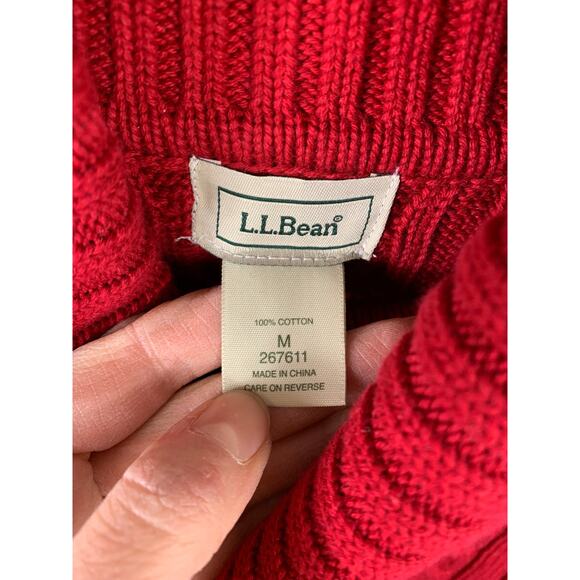 L.L.Bean®
100% COTTON
M
267611
MADE IN CHINA
CARE ON REVERSE